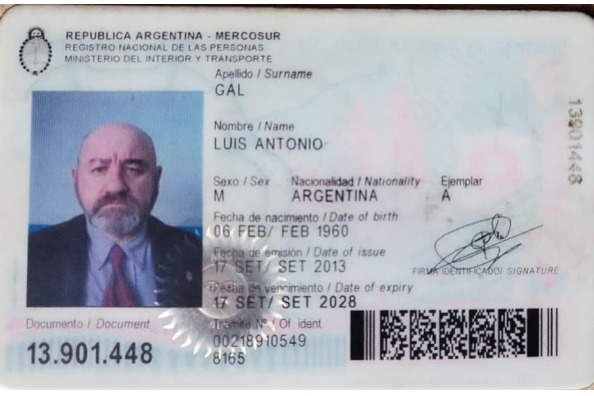 REPUBLICA ARGENTINA - MERCOSUR
REGISTRO NACIONAL DE LAS PERSONAS
MINISTERIO DEL INTERIOR Y TRANSPORTE
Apellido / Surname
GAL
Nombre / Name
LUIS ANTONIO
Sexo / Sex Nacionalidad / Nationality Ejemplar
M ARGENTINA A
Fecha de nacimiento / Date of birth
06 FEB/ FEB 1960
Fecha de emisión / Date of issue
17 SET/ SET 2013
FIRMA IDENTIFICADO/ SIGNATURE
Fecha de vencimiento / Date of expiry
17 SET/ SET 2028
Documento / Document
13.901.448
Trámite Nº / Of. ident.
00218910549
8165
13901448